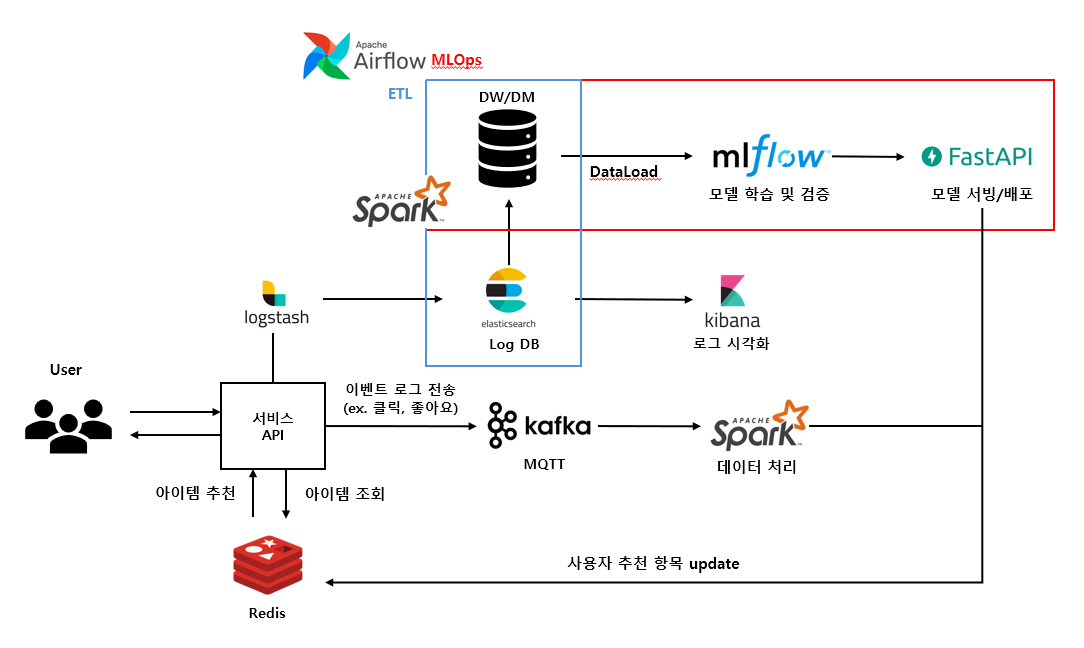 Apache
Airflow MLOps
ETL
DW/DM
DataLoad
mlflow™
모델 학습 및 검증
FastAPI
모델 서빙/배포
APACHE
Spark™
logstash
elasticsearch
Log DB
kibana
로그 시각화
User
서비스
API
이벤트 로그 전송
(ex. 클릭, 좋아요)
kafka
MQTT
APACHE
Spark™
데이터 처리
아이템 추천
아이템 조회
사용자 추천 항목 update
Redis